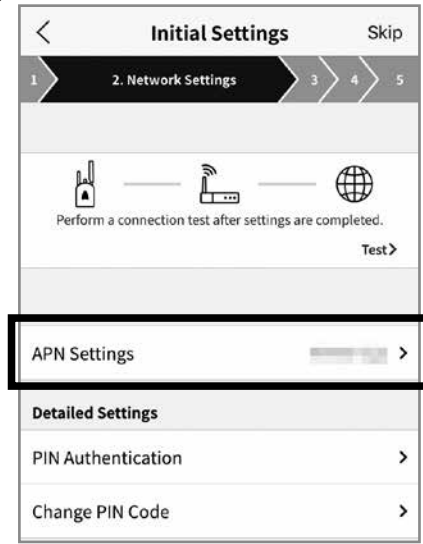 Initial Settings Skip
1 2. Network Settings 3 4 5
Perform a connection test after settings are completed.
Test
APN Settings
Detailed Settings
PIN Authentication
Change PIN Code